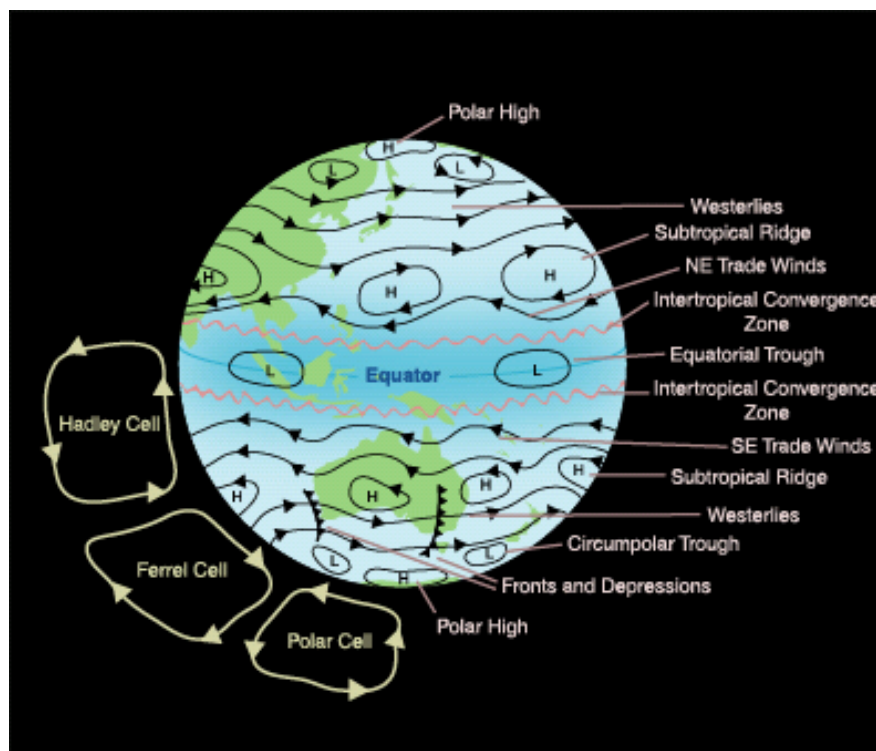 Polar High
H
L
L
Westerlies
Subtropical Ridge
H
H
H
NE Trade Winds
Intertropical Convergence
Zone
Equatorial Trough
L
Equator
L
Intertropical Convergence
Zone
Hadley Cell
SE Trade Winds
Subtropical Ridge
H
H
H
H
Westerlies
Circumpolar Trough
L
L
Ferrel Cell
H
Fronts and Depressions
Polar High
Polar Cell